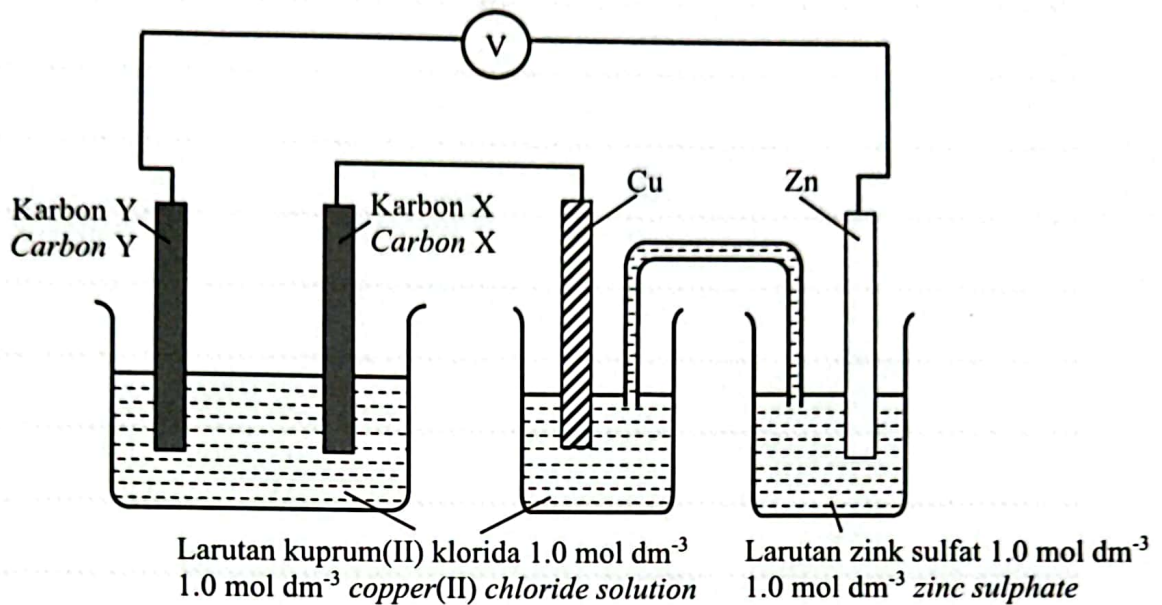 V
Karbon Y
Carbon Y
Karbon X
Carbon X
Cu
Zn
Larutan kuprum(II) klorida 1.0 mol dm⁻³
1.0 mol dm⁻³ copper(II) chloride solution
Larutan zink sulfat 1.0 mol dm⁻³
1.0 mol dm⁻³ zinc sulphate